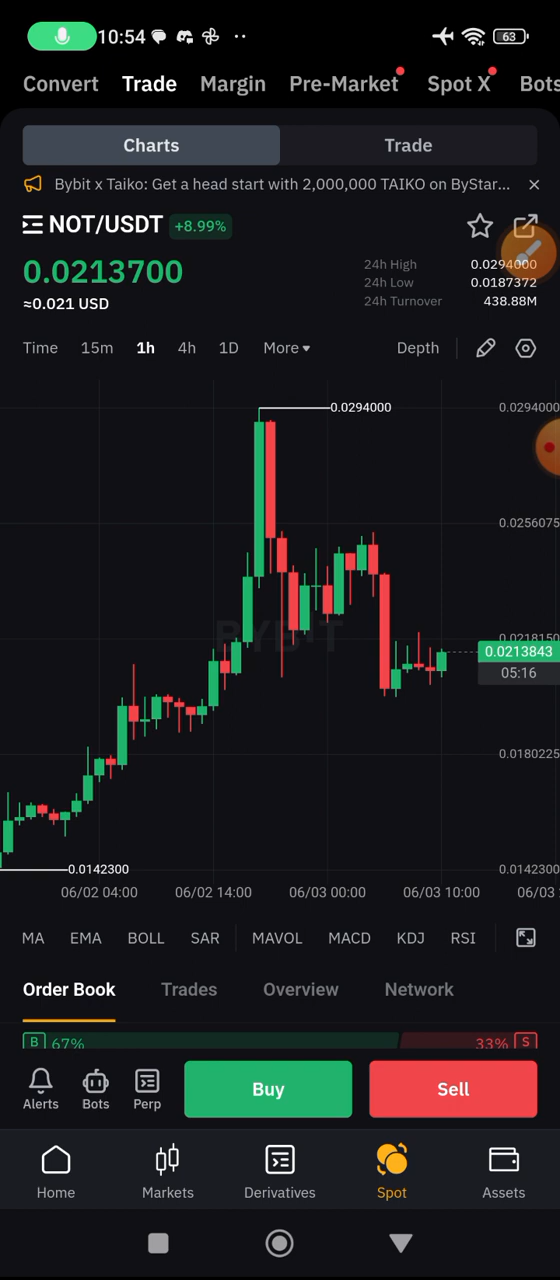 10:54 63
Convert Trade Margin Pre-Market Spot X Bots
Charts Trade
Bybit x Taiko: Get a head start with 2,000,000 TAIKO on ByStar...
NOT/USDT +8.99%
0.0213700
≈0.021 USD
24h High 0.0294000
24h Low 0.0187372
24h Turnover 438.88M
Time 15m 1h 4h 1D More Depth
0.0294000 0.0294000
0.0256075
BYBIT
0.0218150
0.0213843
05:16
0.0180225
0.0142300 0.0142300
06/02 04:00 06/02 14:00 06/03 00:00 06/03 10:00 06/03
MA EMA BOLL SAR MAVOL MACD KDJ RSI
Order Book Trades Overview Network
B 67% 33% S
Alerts Bots Perp Buy Sell
Home Markets Derivatives Spot Assets